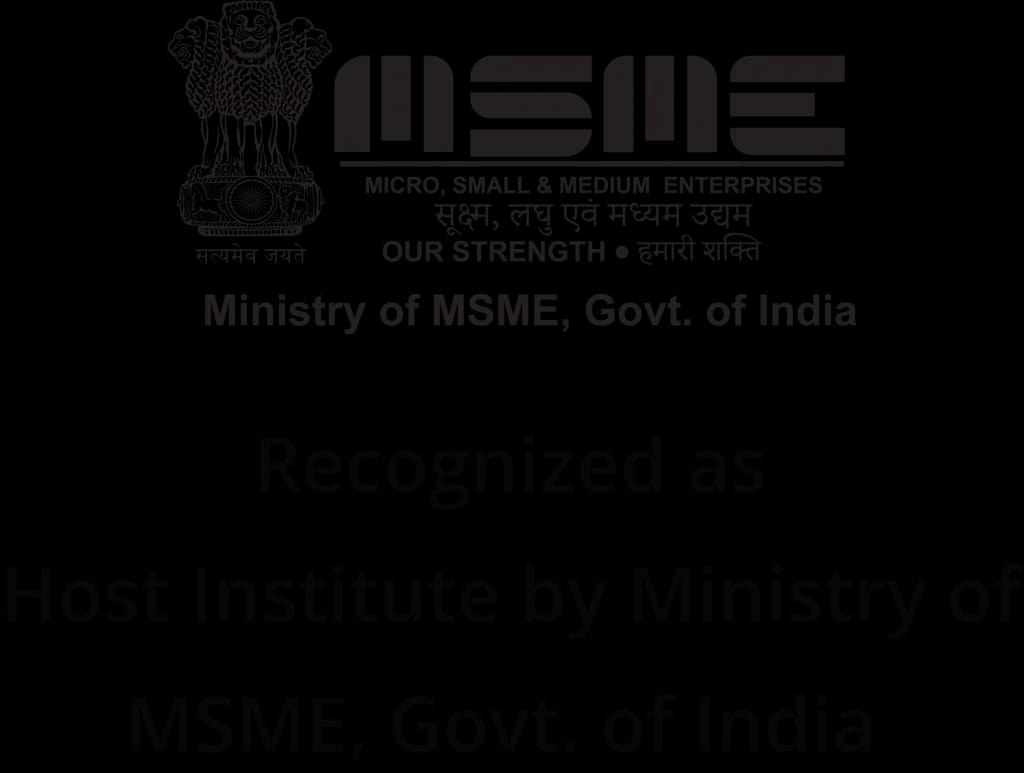 MSME
MICRO, SMALL & MEDIUM ENTERPRISES
सूक्ष्म, लघु एवं मध्यम उद्यम
OUR STRENGTH • हमारी शक्ति
सत्यमेव जयते
Ministry of MSME, Govt. of India
Recognized as
Host Institute by Ministry of
MSME, Govt. of India